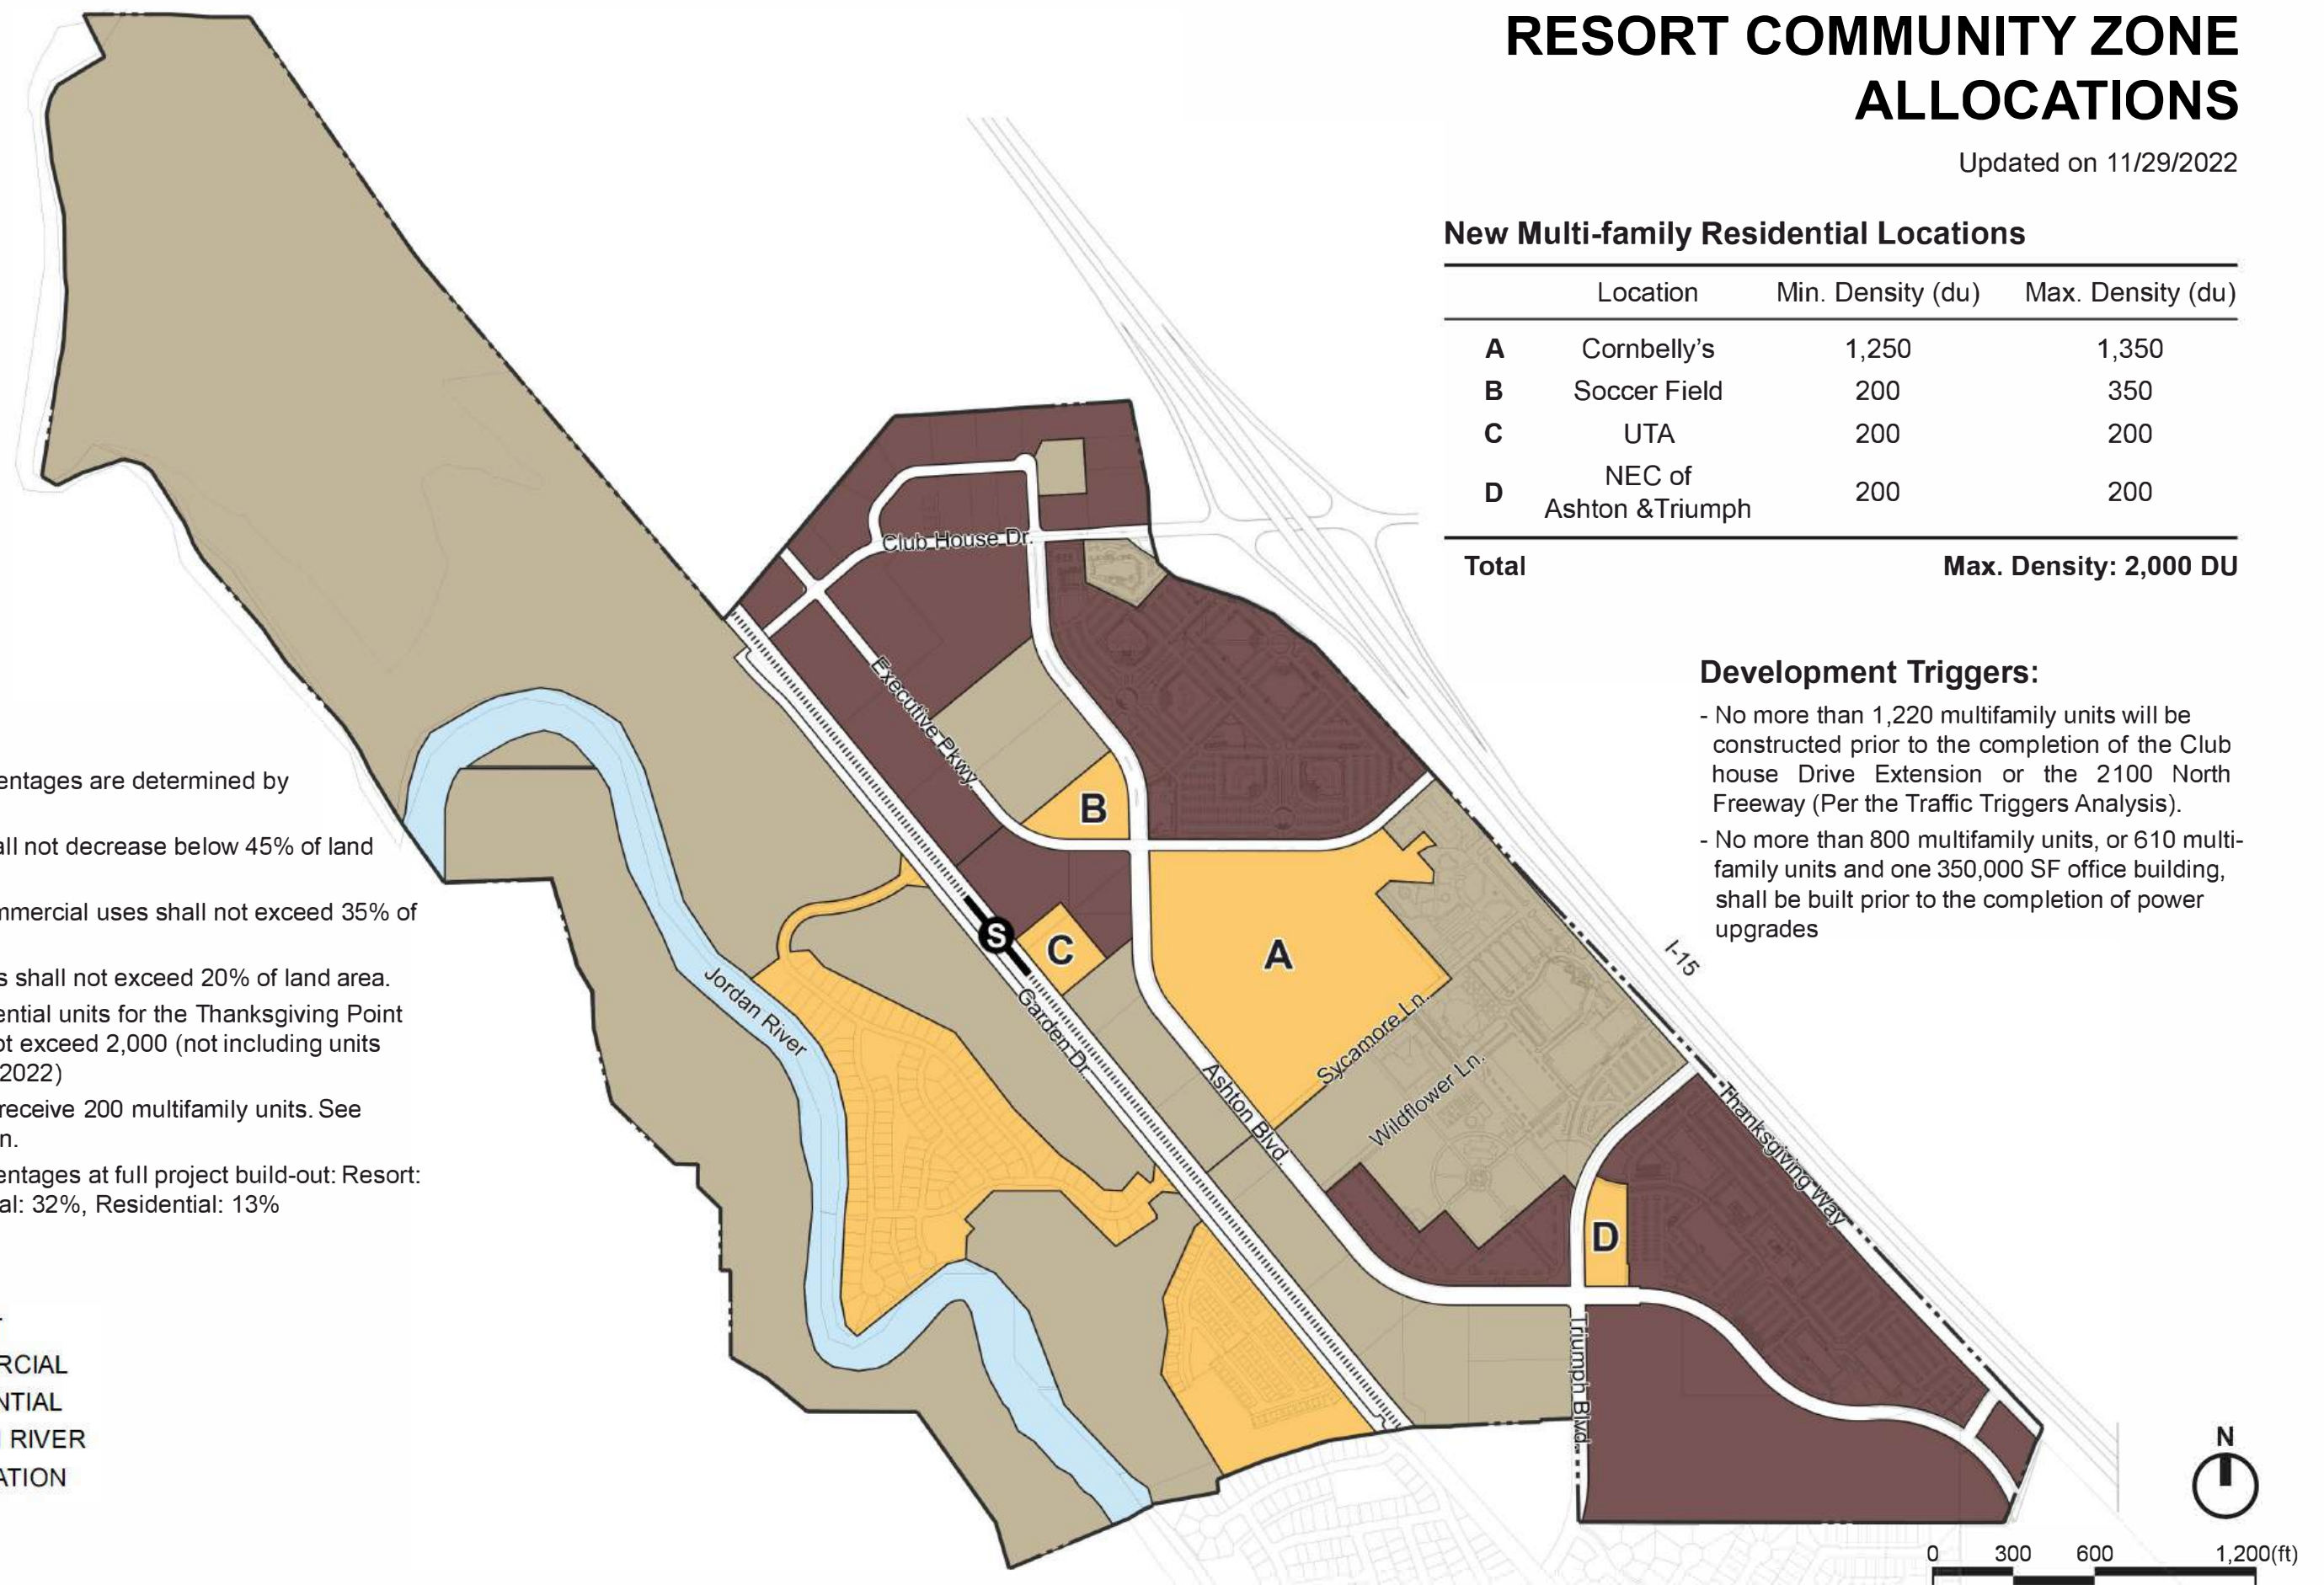 RESORT COMMUNITY ZONE
ALLOCATIONS
Updated on 11/29/2022
New Multi-family Residential Locations
Location Min. Density (du) Max. Density (du)
A Cornbelly's 1,250 1,350
B Soccer Field 200 350
C UTA 200 200
D NEC of
Ashton &Triumph 200 200
Total Max. Density: 2,000 DU
Development Triggers:
- No more than 1,220 multifamily units will be
constructed prior to the completion of the Club
house Drive Extension or the 2100 North
Freeway (Per the Traffic Triggers Analysis).
- No more than 800 multifamily units, or 610 multi-
family units and one 350,000 SF office building,
shall be built prior to the completion of power
upgrades
entages are determined by
all not decrease below 45% of land
mmercial uses shall not exceed 35% of
s shall not exceed 20% of land area.
ential units for the Thanksgiving Point
ot exceed 2,000 (not including units
2022)
receive 200 multifamily units. See
n.
entages at full project build-out: Resort:
al: 32%, Residential: 13%
RCIAL
NTIAL
RIVER
ATION
Club House Dr.
Executive Pkwy.
B
S
C
A
Jordan River
Garden Dr.
Sycamore Ln.
Wildflower Ln.
Ashton Blvd.
I-15
Thanksgiving Way
D
Triumph Blvd.
N
0 300 600 1,200(ft)